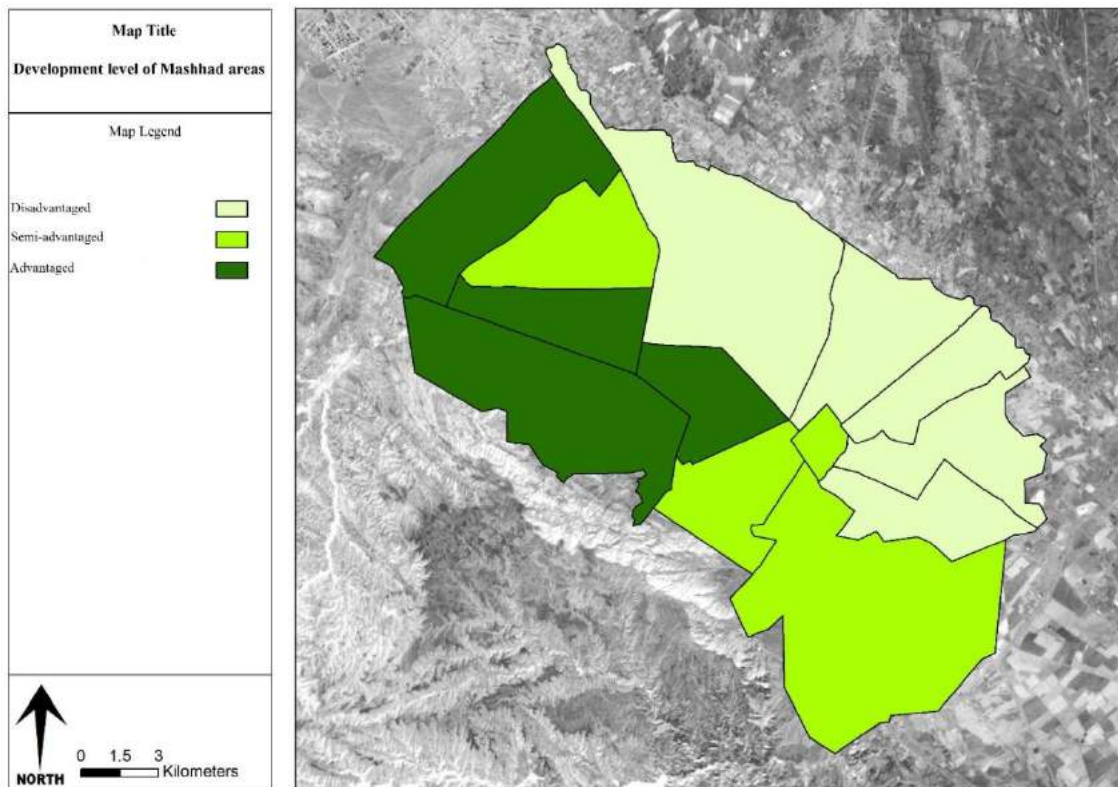 Map Title
Development level of Mashhad areas
Map Legend
Disadvantaged
Semi-advantaged
Advantaged
NORTH
0 1.5 3
Kilometers